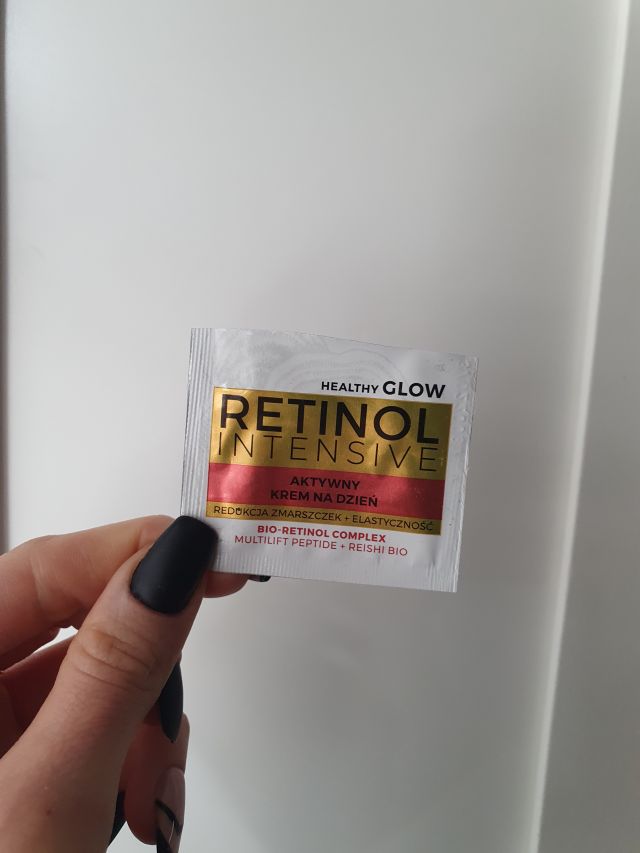 HEALTHY GLOW
RETINOL
INTENSIVE
AKTYWNY
KREM NA DZIEŃ
REDUKCJA ZMARSZCZEK + ELASTYCZNOŚĆ
BIO-RETINOL COMPLEX
MULTILIFT PEPTIDE + REISHI BIO